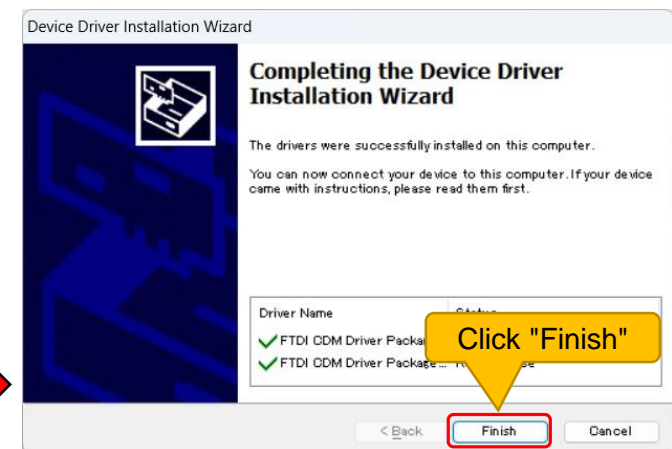 Device Driver Installation Wizard
Completing the Device Driver
Installation Wizard
The drivers were successfully installed on this computer.
You can now connect your device to this computer. If your device
came with instructions, please read them first.
Driver Name
FTDI CDM Driver
FTDI CDM Driver Package...
Click "Finish"
< Back Finish Cancel